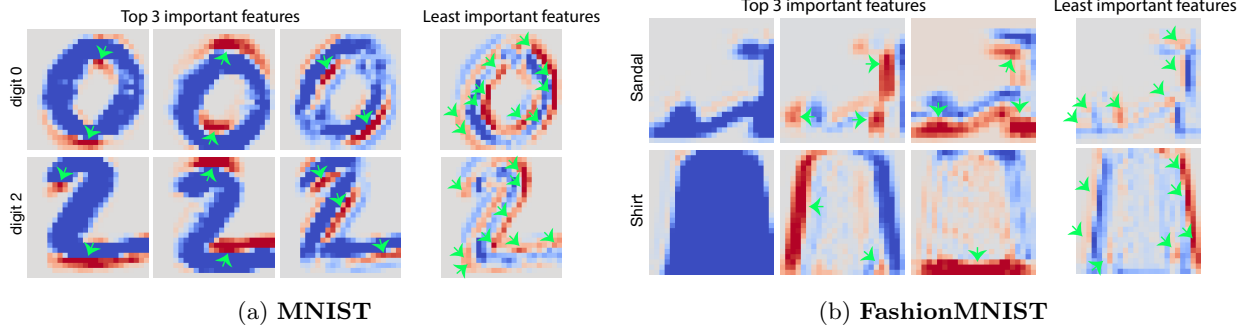 Top 3 important features
Least important features
digit 0
digit 2
(a) MNIST
Top 3 important features
Least important features
Sandal
Shirt
(b) FashionMNIST